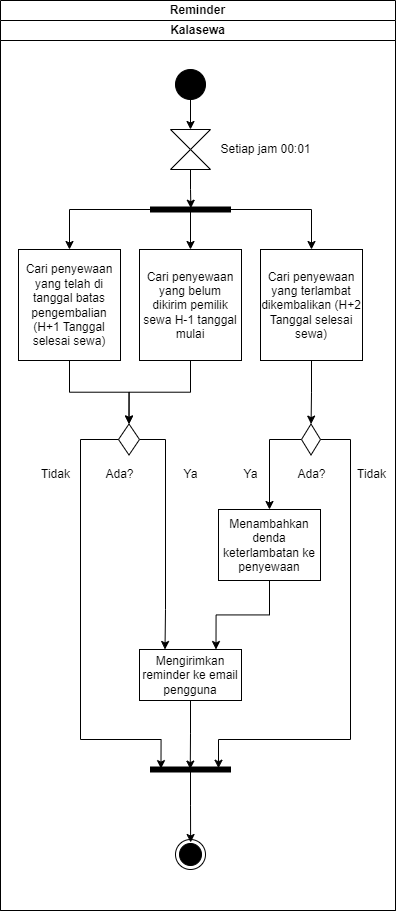 Reminder
Kalasewa
Setiap jam 00:01
Cari penyewaan
yang telah di
tanggal batas
pengembalian
(H+1 Tanggal
selesai sewa)
Cari penyewaan
yang belum
dikirim pemilik
sewa H-1 tanggal
mulai
Cari penyewaan
yang terlambat
dikembalikan (H+2
Tanggal selesai
sewa)
Tidak
Ada?
Ya
Ya
Ada?
Tidak
Menambahkan
denda
keterlambatan ke
penyewaan
Mengirimkan
reminder ke email
pengguna